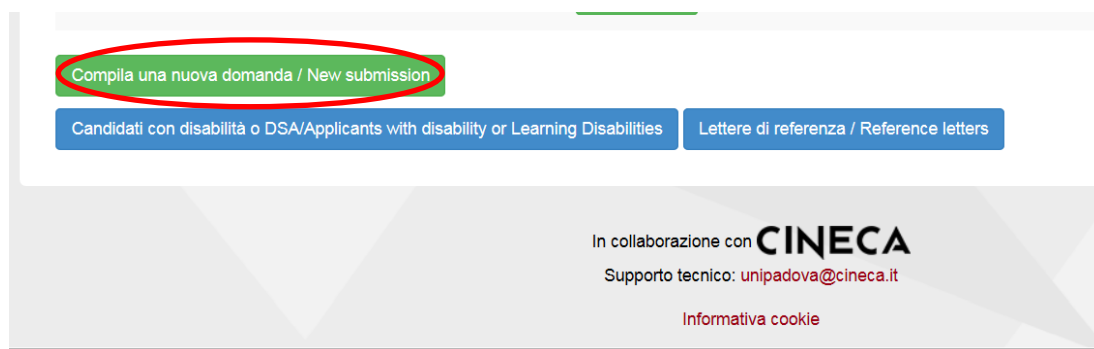 Compila una nuova domanda / New submission
Candidati con disabilità o DSA/Applicants with disability or Learning Disabilities
Lettere di referenza / Reference letters
In collaborazione con CINECA
Supporto tecnico: unipadova@cineca.it
Informativa cookie